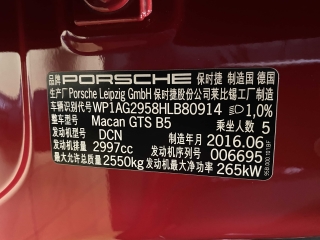 品牌 PORSCHE 保时捷 制造国 德国
生产厂 Porsche Leipzig GmbH 保时捷股份公司莱比锡工厂制造
车辆识别代号 WP1AG2958HLB80914 1,0%
整车型号 Macan GTS B5 乘坐人数 5
发动机型号 DCN 制造年月 2016.06
发动机排量 2997cc 发动机序列号 006695
最大允许总质量 2550kg 发动机最大净功率 265kW